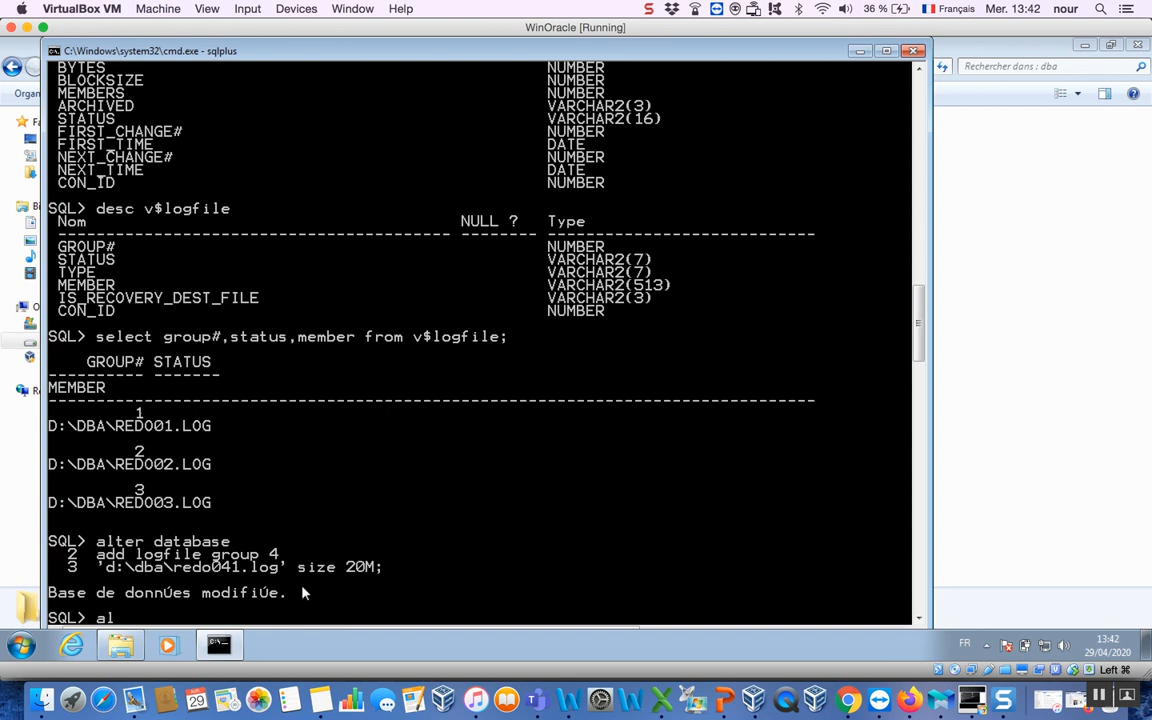 VirtualBox VM Machine View Input Devices Window Help 36 % Français Mer. 13:42 nour
WinOracle [Running]
C:\Windows\system32\cmd.exe - sqlplus
Rechercher dans : dba
Organ
BYTES NUMBER
BLOCKSIZE NUMBER
MEMBERS NUMBER
ARCHIVED VARCHAR2(3)
STATUS VARCHAR2(16)
FIRST_CHANGE# NUMBER
FIRST_TIME DATE
NEXT_CHANGE# NUMBER
NEXT_TIME DATE
CON_ID NUMBER
SQL> desc v$logfile
Nom NULL ? Type
----------------------------------------- -------- ----------------------------
GROUP# NUMBER
STATUS VARCHAR2(7)
TYPE VARCHAR2(7)
MEMBER VARCHAR2(513)
IS_RECOVERY_DEST_FILE VARCHAR2(3)
CON_ID NUMBER
SQL> select group#,status,member from v$logfile;
GROUP# STATUS
---------- -------
MEMBER
--------------------------------------------------------------------------------
1
D:\DBA\REDO01.LOG
2
D:\DBA\REDO02.LOG
3
D:\DBA\REDO03.LOG
SQL> alter database
2 add logfile group 4
3 'd:\dba\redo041.log' size 20M;
Base de donnÚes modifiÚe.
SQL> al
FR 13:42
29/04/2020
Left ⌘